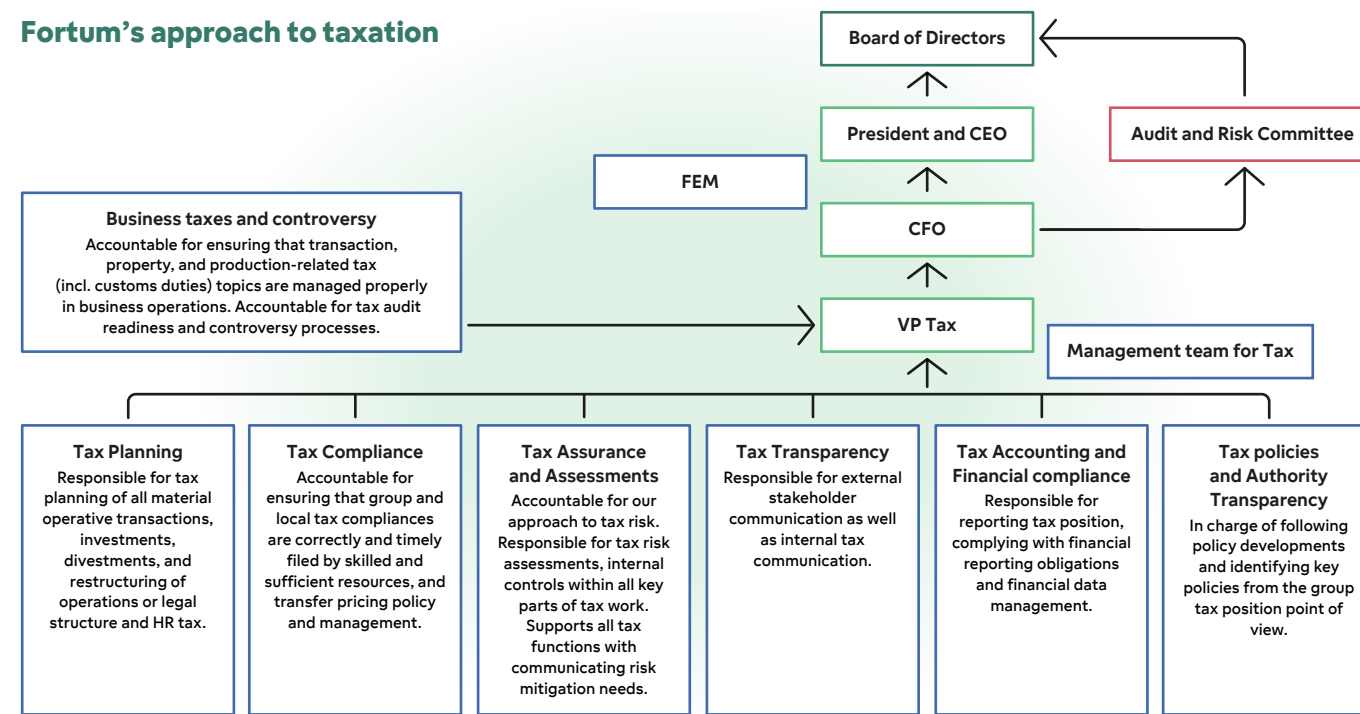 Fortum's approach to taxation
Board of Directors
President and CEO
Audit and Risk Committee
FEM
CFO
Business taxes and controversy
Accountable for ensuring that transaction,
property, and production-related tax
(incl. customs duties) topics are managed properly
in business operations. Accountable for tax audit
readiness and controversy processes.
VP Tax
Management team for Tax
Tax Planning
Responsible for tax
planning of all material
operative transactions,
investments,
divestments, and
restructuring of
operations or legal
structure and HR tax.
Tax Compliance
Accountable for
ensuring that group and
local tax compliances
are correctly and timely
filed by skilled and
sufficient resources, and
transfer pricing policy
and management.
Tax Assurance
and Assessments
Accountable for our
approach to tax risk.
Responsible for tax risk
assessments, internal
controls within all key
parts of tax work.
Supports all tax
functions with
communicating risk
mitigation needs.
Tax Transparency
Responsible for external
stakeholder
communication as well
as internal tax
communication.
Tax Accounting and
Financial compliance
Responsible for
reporting tax position,
complying with financial
reporting obligations
and financial data
management.
Tax policies
and Authority
Transparency
In charge of following
policy developments
and identifying key
policies from the group
tax position point of
view.